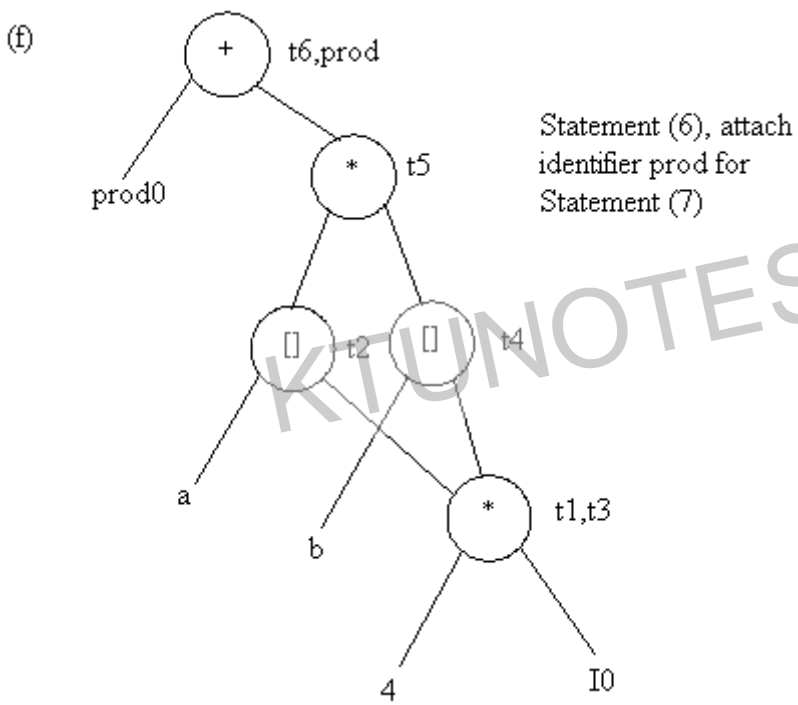 (f)
+ t6,prod
Statement (6), attach
identifier prod for
Statement (7)
* t5
prod0
[] t2 [] t4
KTUNOTES
a
b
* t1,t3
4
I0